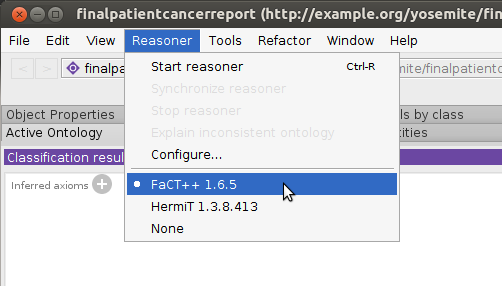 finalpatientcancerreport (http://example.org/yosemite/fin
File Edit View Reasoner Tools Refactor Window Help
finalpa
Start reasoner Ctrl-R
mite/finalpatientc
Synchronize reasoner
Stop reasoner
Object Properties
ls by class
Explain inconsistent ontology
Active Ontology
tities
Configure...
Classification resul
FaCT++ 1.6.5
Inferred axioms
HermiT 1.3.8.413
None